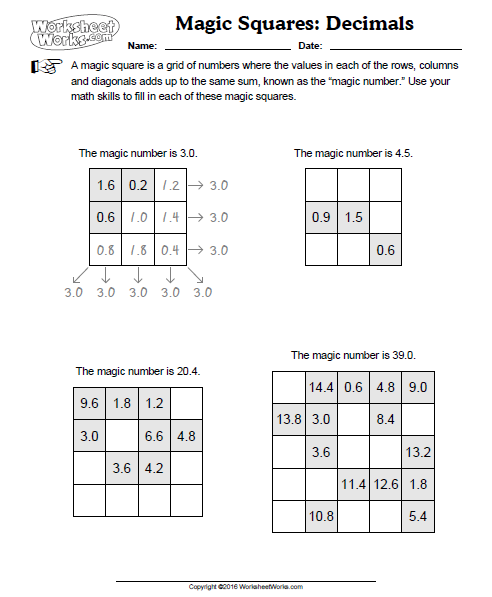 Worksheet
Works.com
Magic Squares: Decimals
Name: Date:
A magic square is a grid of numbers where the values in each of the rows, columns
and diagonals adds up to the same sum, known as the “magic number.” Use your
math skills to fill in each of these magic squares.
The magic number is 3.0.
1.6 0.2 1.2 3.0
0.6 1.0 1.4 3.0
0.8 1.8 0.4 3.0
3.0 3.0 3.0 3.0 3.0
The magic number is 4.5.
0.9 1.5
0.6
The magic number is 20.4.
9.6 1.8 1.2
3.0 6.6 4.8
3.6 4.2
The magic number is 39.0.
14.4 0.6 4.8 9.0
13.8 3.0 8.4
3.6 13.2
11.4 12.6 1.8
10.8 5.4
Copyright ©2016 WorksheetWorks.com